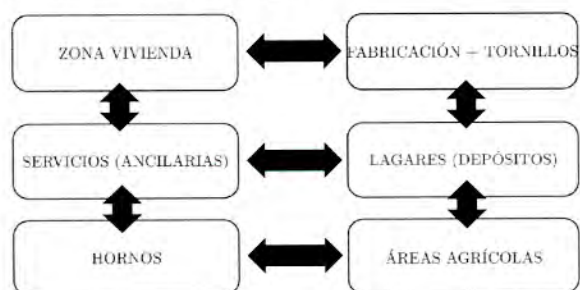 ZONA VIVIENDA
FABRICACIÓN + TORNILLOS
SERVICIOS (ANCILARIAS)
LAGARES (DEPÓSITOS)
HORNOS
ÁREAS AGRÍCOLAS